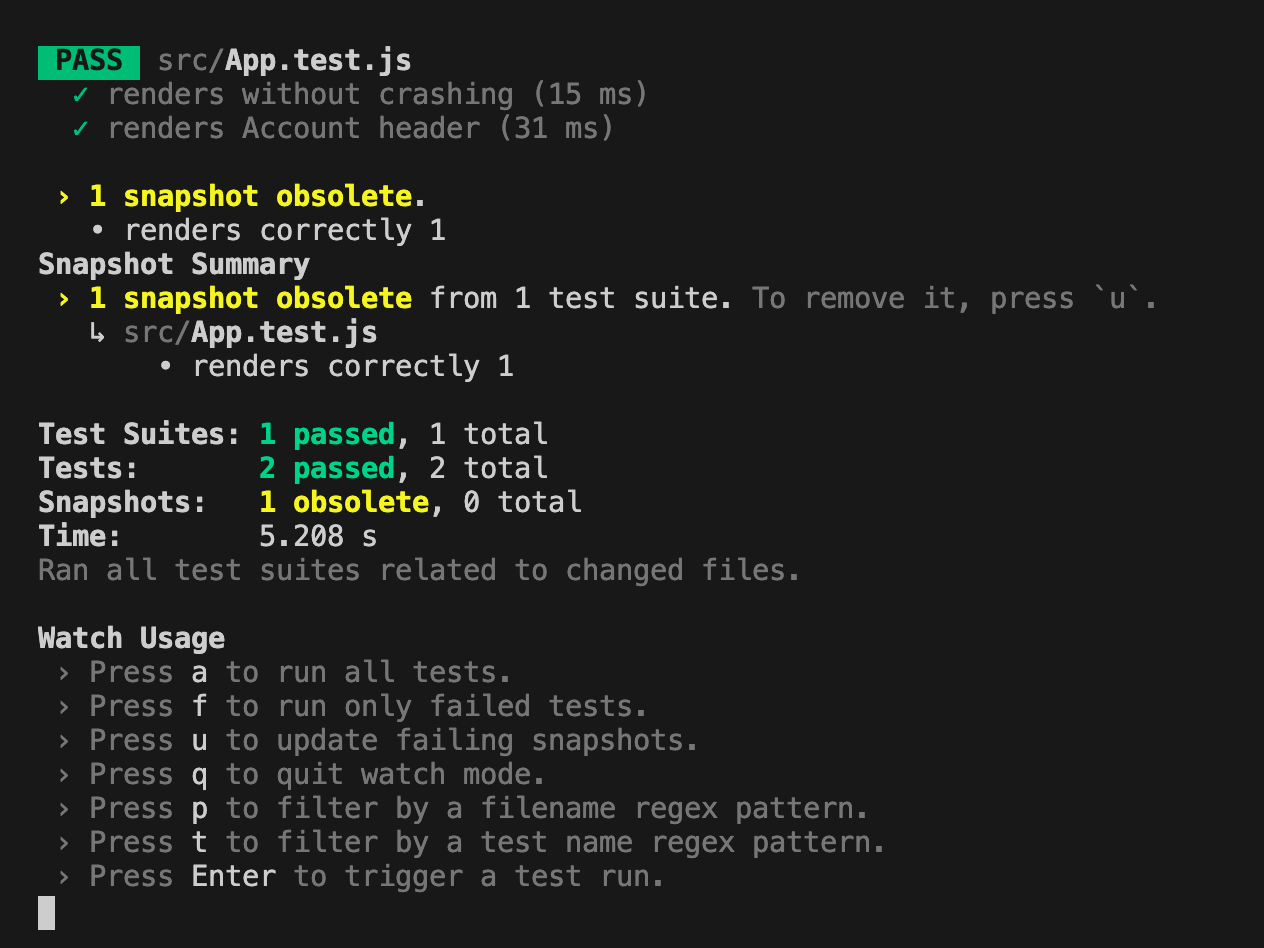 PASS src/App.test.js
✓ renders without crashing (15 ms)
✓ renders Account header (31 ms)
› 1 snapshot obsolete.
• renders correctly 1
Snapshot Summary
› 1 snapshot obsolete from 1 test suite. To remove it, press `u`.
↳ src/App.test.js
• renders correctly 1
Test Suites: 1 passed, 1 total
Tests: 2 passed, 2 total
Snapshots: 1 obsolete, 0 total
Time: 5.208 s
Ran all test suites related to changed files.
Watch Usage
› Press a to run all tests.
› Press f to run only failed tests.
› Press u to update failing snapshots.
› Press q to quit watch mode.
› Press p to filter by a filename regex pattern.
› Press t to filter by a test name regex pattern.
› Press Enter to trigger a test run.